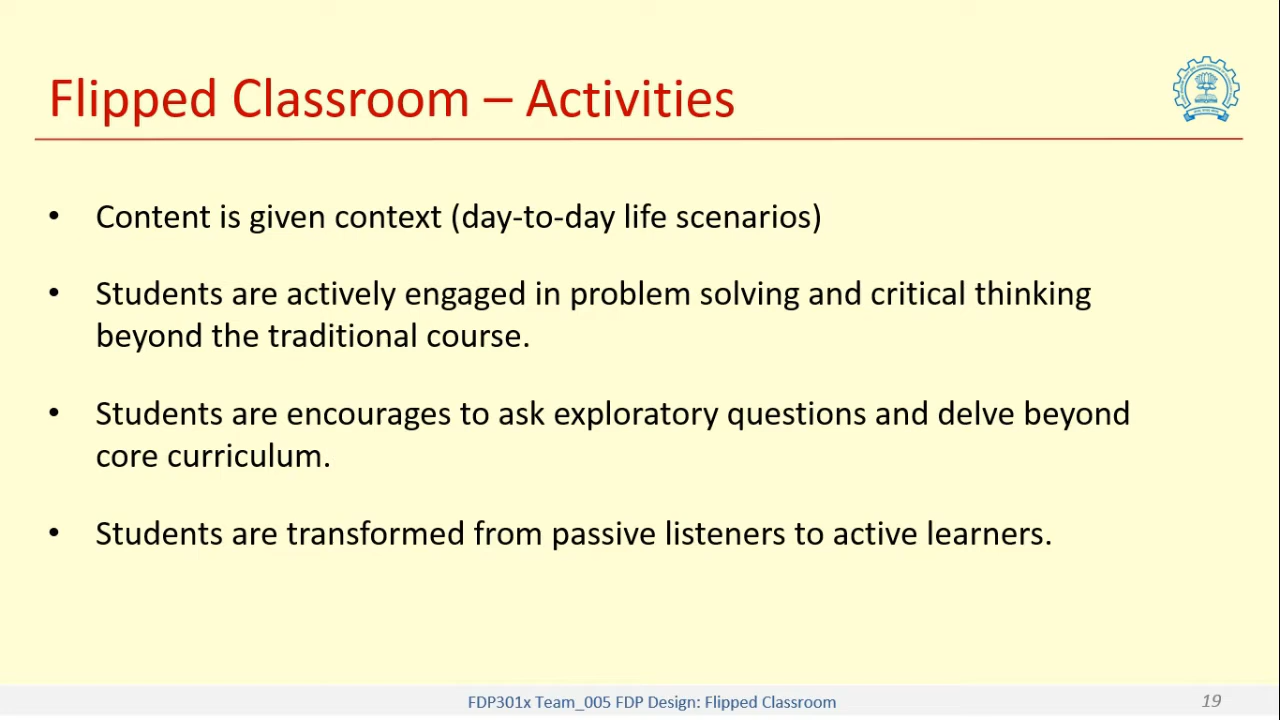 Flipped Classroom – Activities
• Content is given context (day-to-day life scenarios)
• Students are actively engaged in problem solving and critical thinking
beyond the traditional course.
• Students are encourages to ask exploratory questions and delve beyond
core curriculum.
• Students are transformed from passive listeners to active learners.
FDP301x Team_005 FDP Design: Flipped Classroom
19